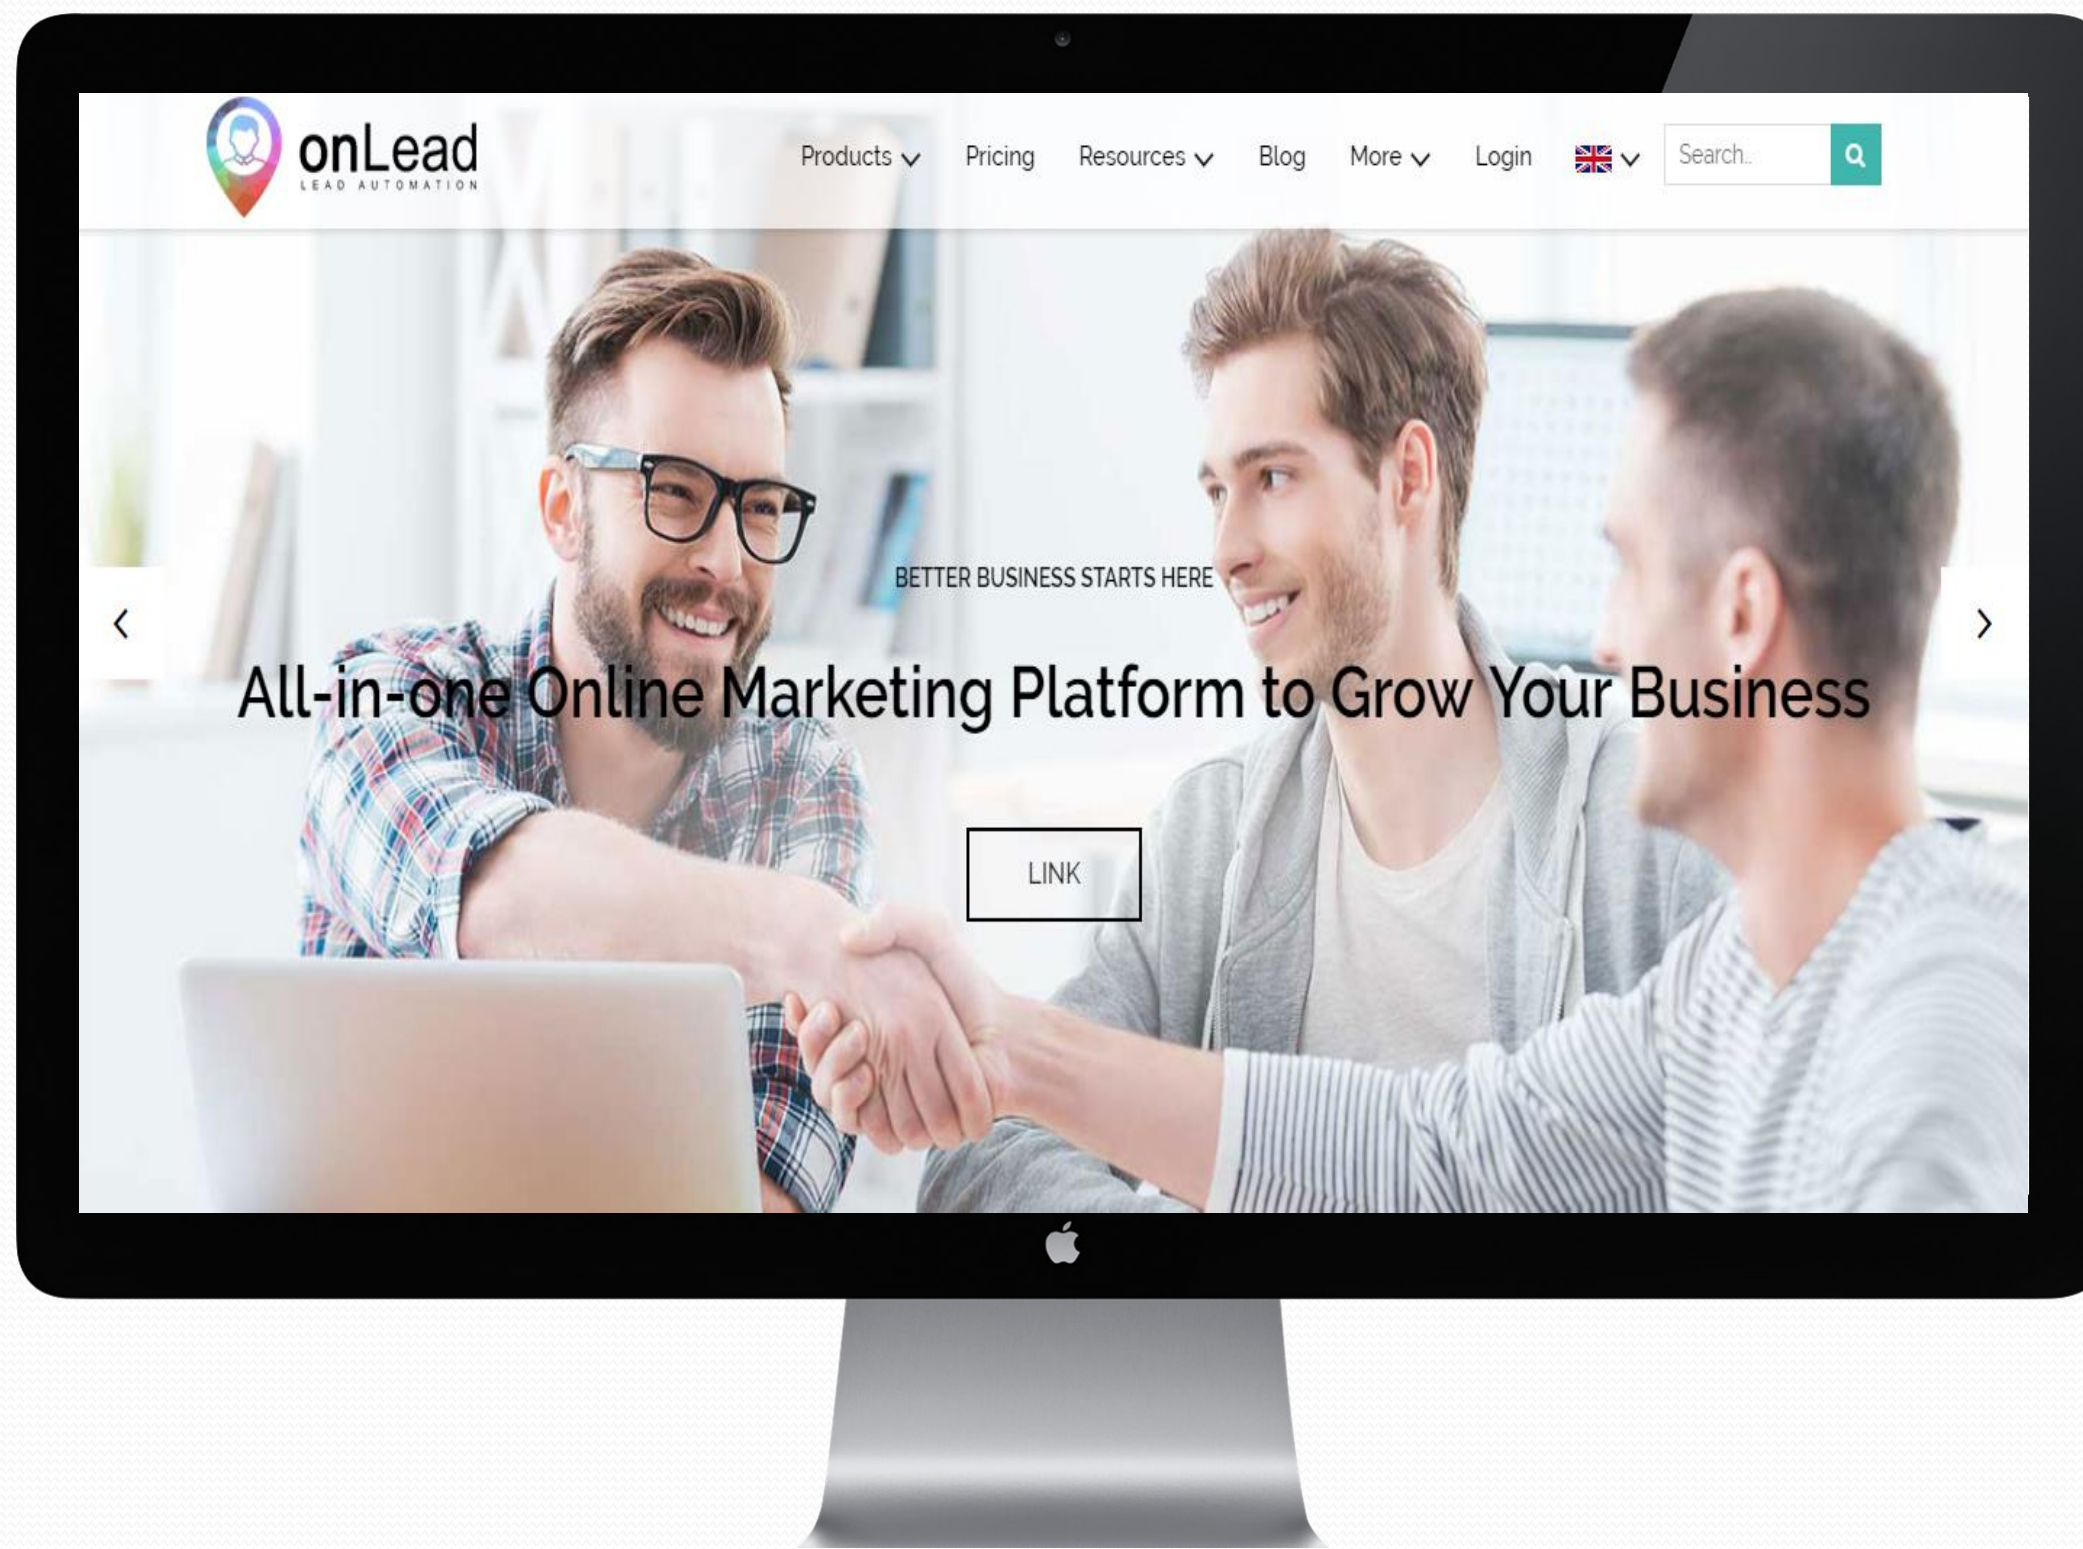 onLead
LEAD AUTOMATION
Products Pricing Resources Blog More Login Search..
BETTER BUSINESS STARTS HERE
All-in-one Online Marketing Platform to Grow Your Business
LINK